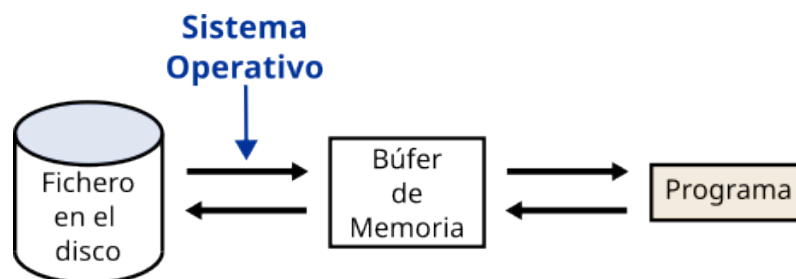 Sistema
Operativo
Fichero
en el
disco
Búfer
de
Memoria
Programa